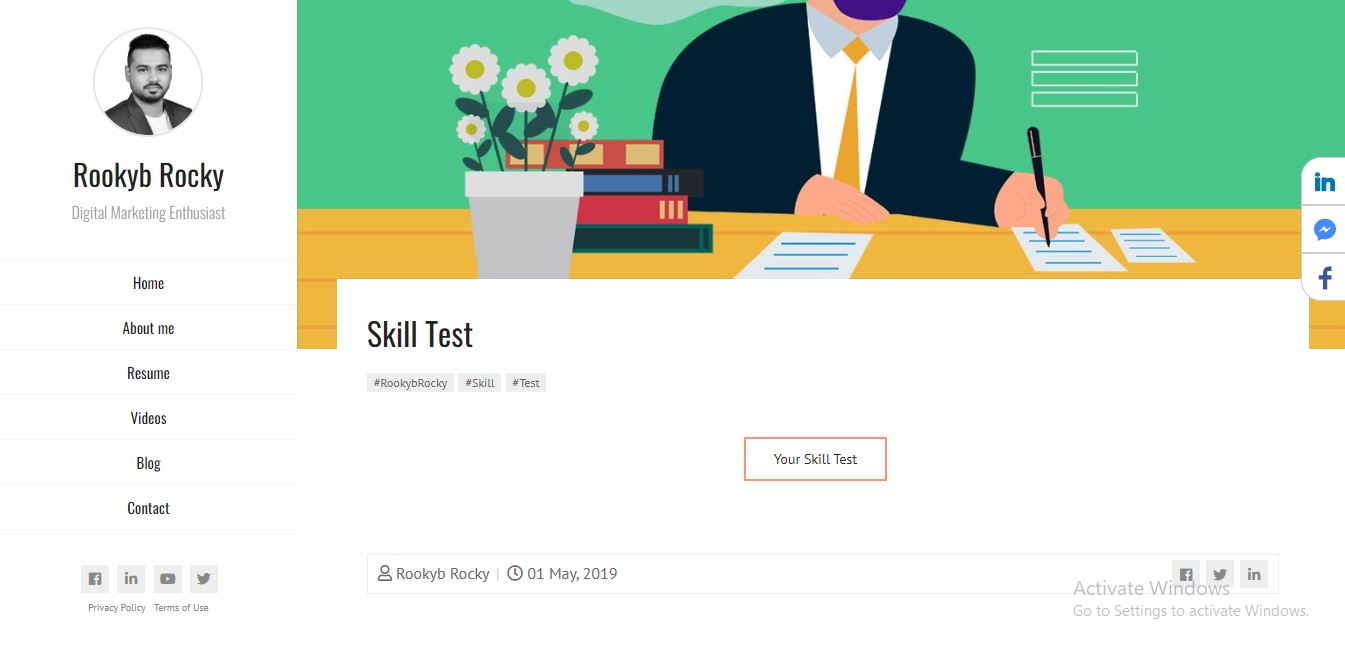 Rookyb Rocky
Digital Marketing Enthusiast
Home
About me
Resume
Videos
Blog
Contact
Privacy Policy Terms of Use
Skill Test
#RookybRocky #Skill #Test
Your Skill Test
Rookyb Rocky | 01 May, 2019
Activate Windows
Go to Settings to activate Windows.